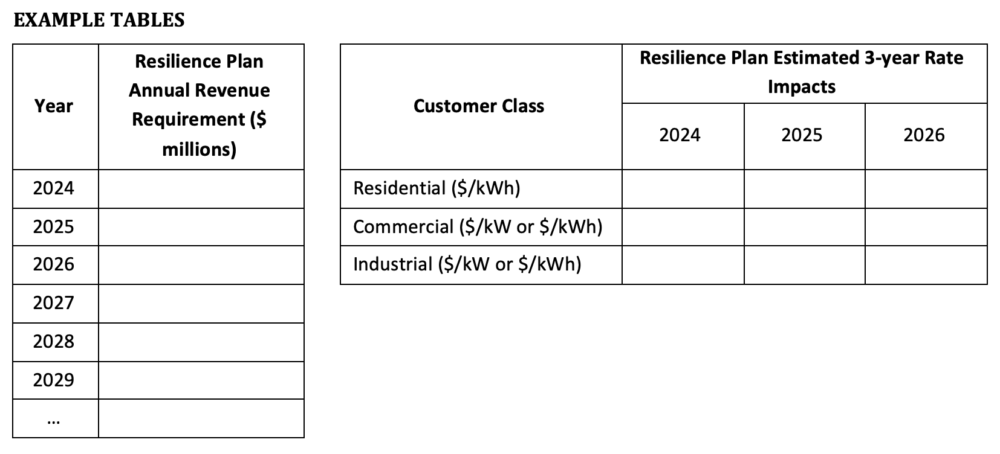 EXAMPLE TABLES
Year
Resilience Plan
Annual Revenue
Requirement ($
millions)
2024
2025
2026
2027
2028
2029
...
Customer Class
Resilience Plan Estimated 3-year Rate
Impacts
2024
2025
2026
Residential ($/kWh)
Commercial ($/kW or $/kWh)
Industrial ($/kW or $/kWh)